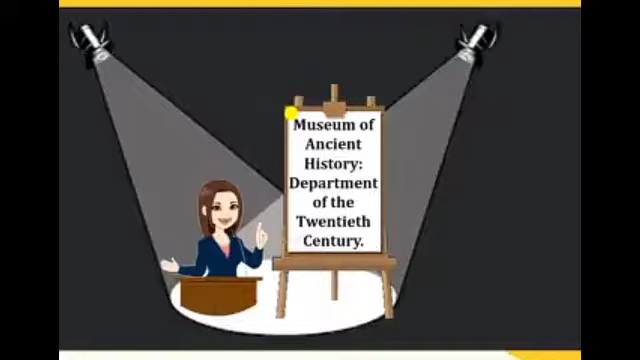 Museum of
Ancient
History:
Department
of the
Twentieth
Century.